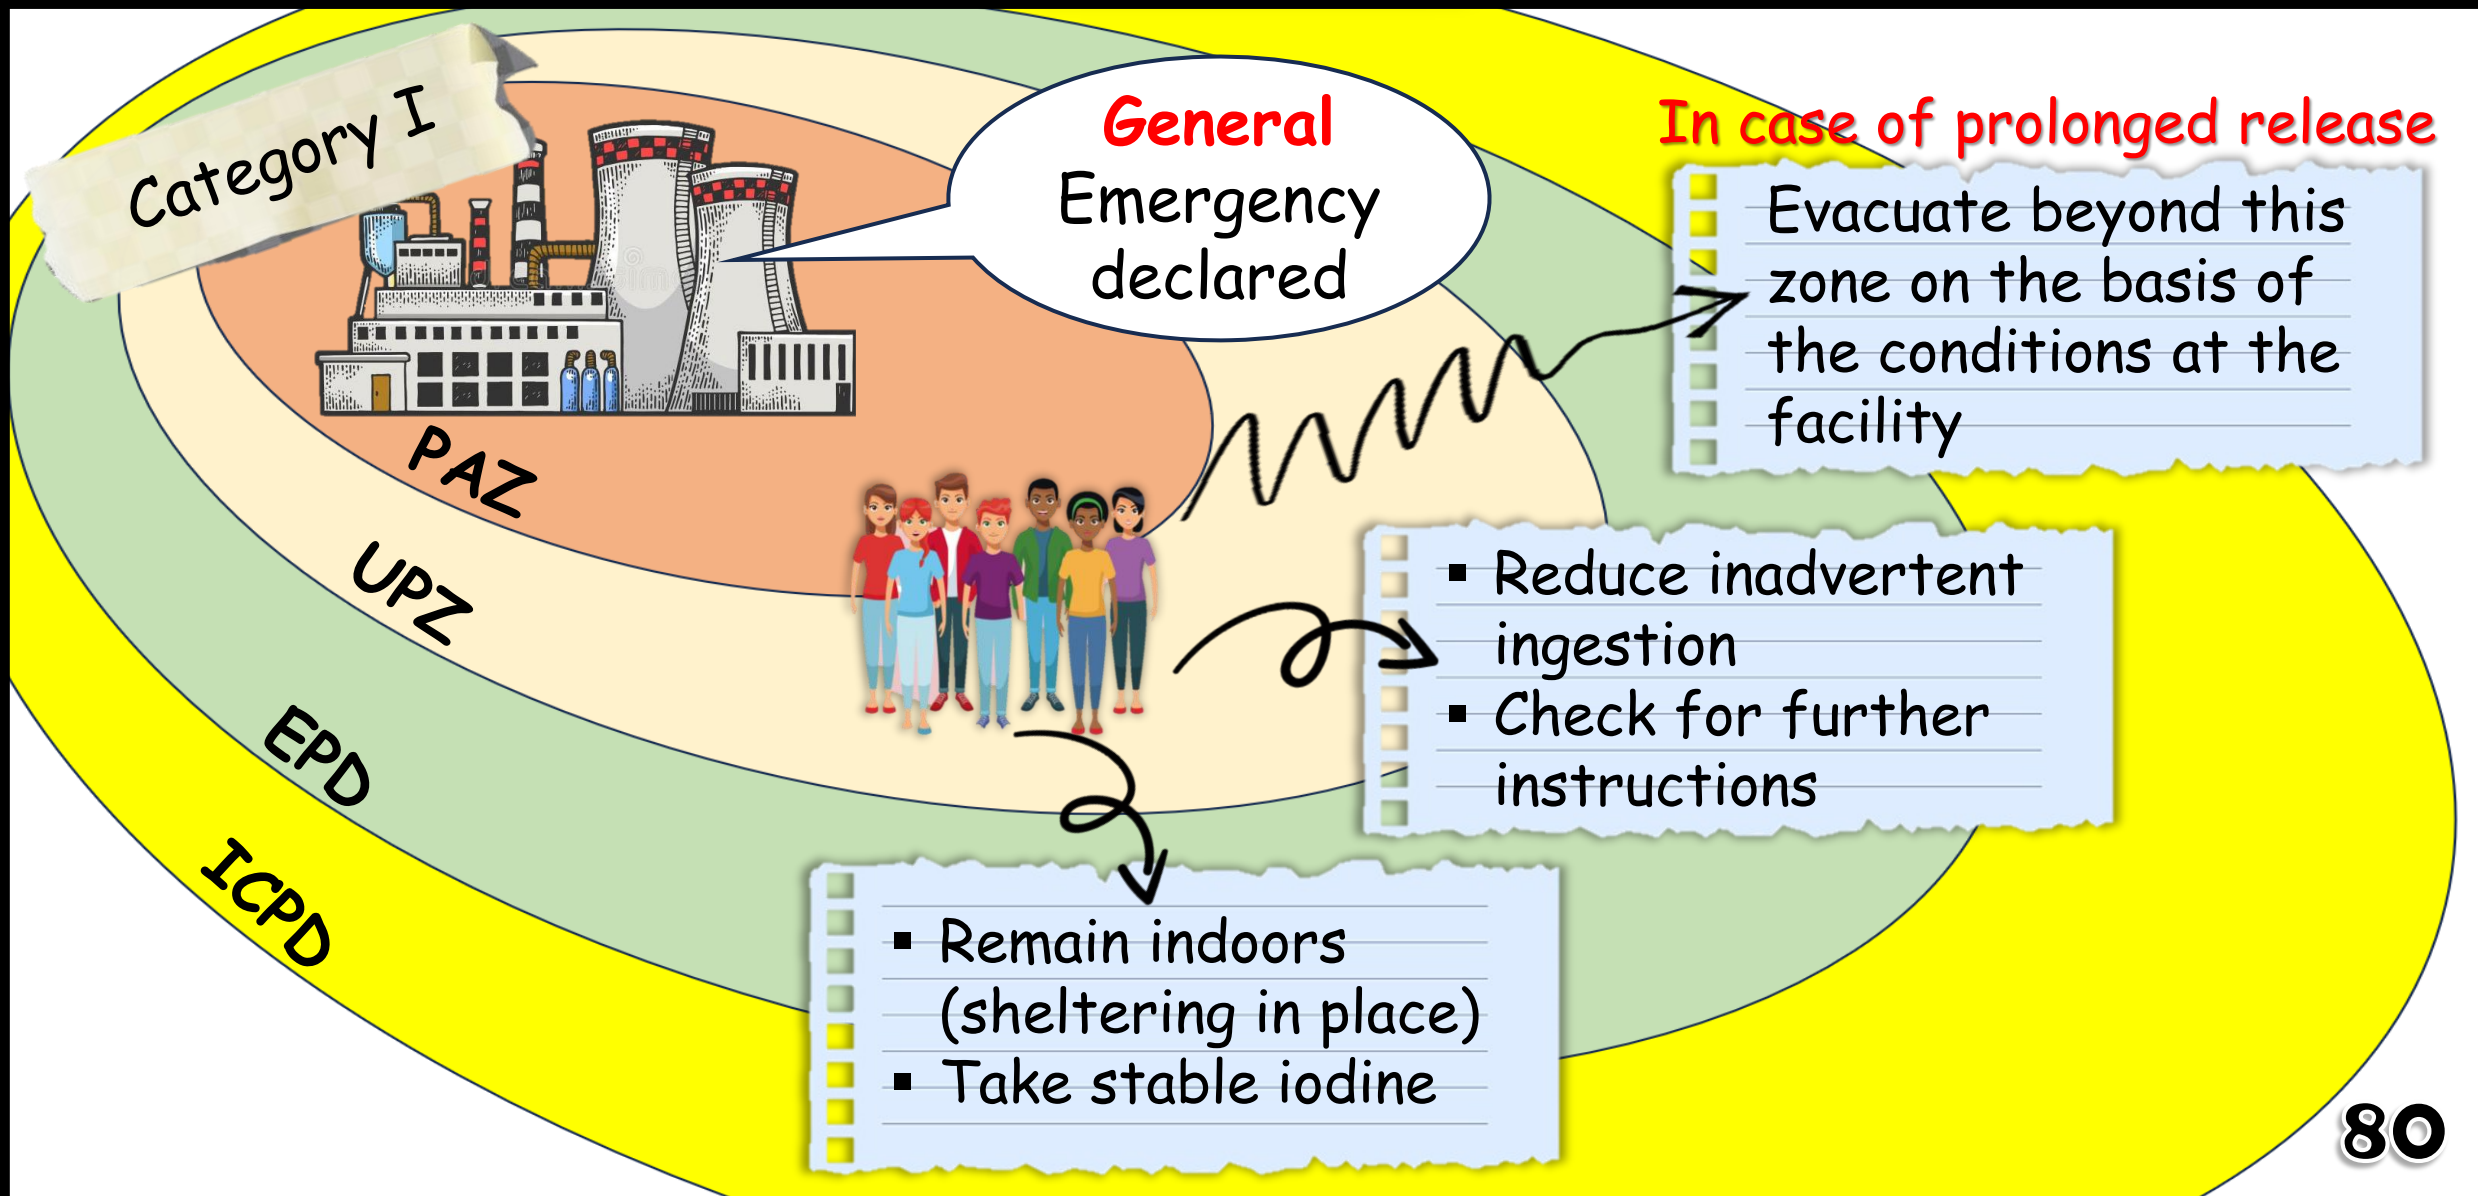 Category I
General
Emergency
declared
In case of prolonged release
Evacuate beyond this
zone on the basis of
the conditions at the
facility
PAZ
UPZ
EPD
ICPD
▪ Reduce inadvertent
ingestion
▪ Check for further
instructions
▪ Remain indoors
(sheltering in place)
▪ Take stable iodine
80